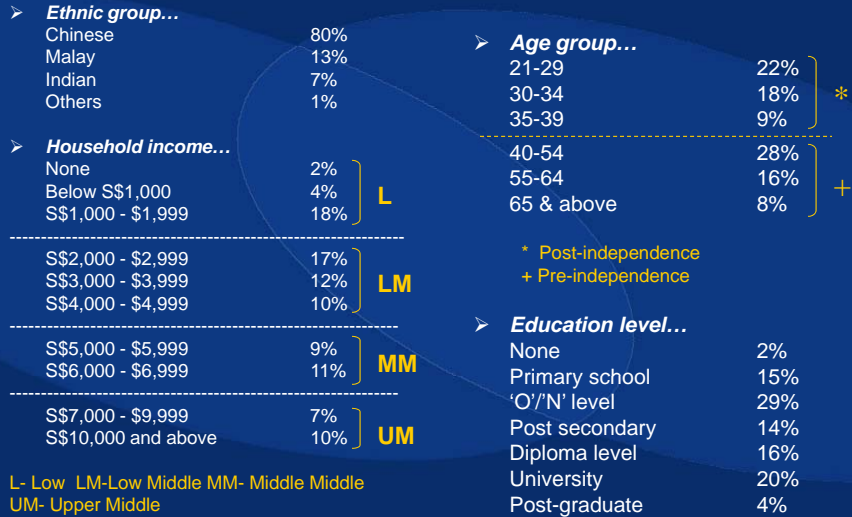 ➢ Ethnic group…
Chinese 80%
Malay 13%
Indian 7%
Others 1%
➢ Household income…
None 2%
Below S$1,000 4%
S$1,000 - $1,999 18%
L
S$2,000 - $2,999 17%
S$3,000 - $3,999 12%
S$4,000 - $4,999 10%
LM
S$5,000 - $5,999 9%
S$6,000 - $6,999 11%
MM
S$7,000 - $9,999 7%
S$10,000 and above 10%
UM
L- Low LM-Low Middle MM- Middle Middle
UM- Upper Middle
➢ Age group…
21-29 22%
30-34 18%
35-39 9%
*
40-54 28%
55-64 16%
65 & above 8%
+
* Post-independence
+ Pre-independence
➢ Education level…
None 2%
Primary school 15%
‘O’/’N’ level 29%
Post secondary 14%
Diploma level 16%
University 20%
Post-graduate 4%